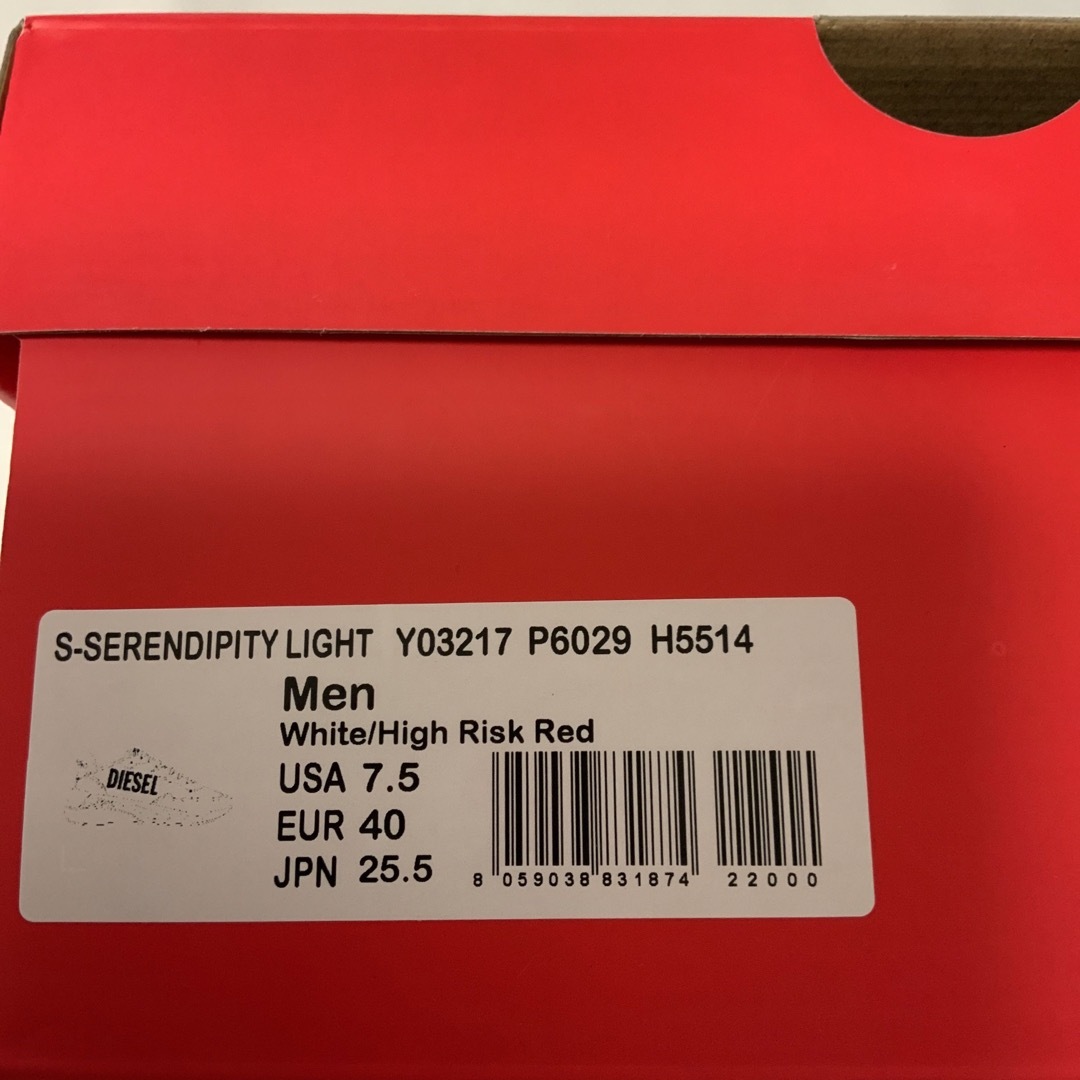 S-SERENDIPITY LIGHT Y03217 P6029 H5514
Men
White/High Risk Red
DIESEL
USA 7.5
EUR 40
JPN 25.5
8 059038 831874 22000